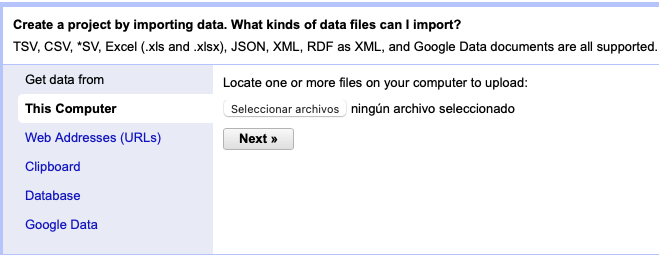 Create a project by importing data. What kinds of data files can I import?
TSV, CSV, *SV, Excel (.xls and .xlsx), JSON, XML, RDF as XML, and Google Data documents are all supported.
Get data from
This Computer
Web Addresses (URLs)
Clipboard
Database
Google Data
Locate one or more files on your computer to upload:
Seleccionar archivos ningún archivo seleccionado
Next »